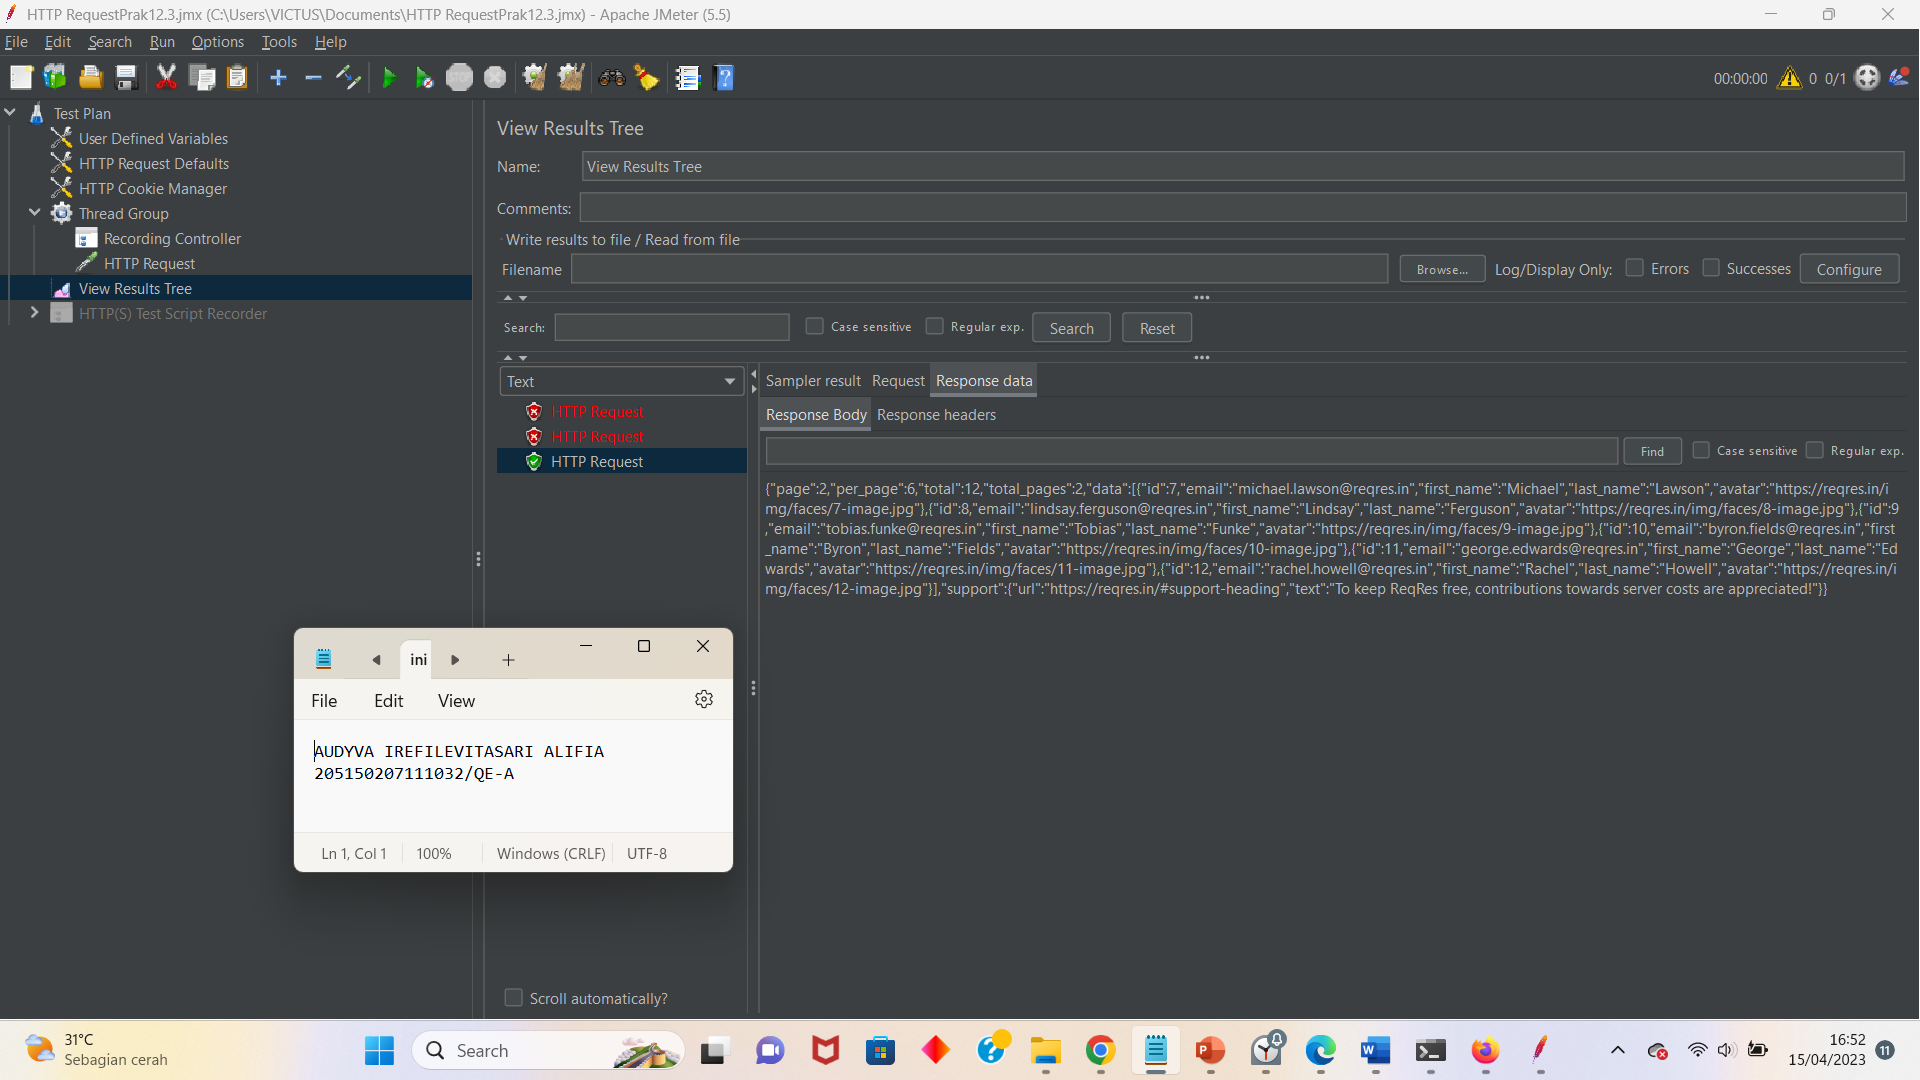 HTTP RequestPrak12.3.jmx (C:\Users\VICTUS\Documents\HTTP RequestPrak12.3.jmx) - Apache JMeter (5.5)
File Edit Search Run Options Tools Help
00:00:00 0 0/1
Test Plan
User Defined Variables
HTTP Request Defaults
HTTP Cookie Manager
Thread Group
Recording Controller
HTTP Request
View Results Tree
HTTP(S) Test Script Recorder
View Results Tree
Name: View Results Tree
Comments:
Write results to file / Read from file
Filename Browse... Log/Display Only: Errors Successes Configure
Search: Case sensitive Regular exp. Search Reset
Text
HTTP Request
HTTP Request
HTTP Request
Scroll automatically?
Sampler result Request Response data
Response Body Response headers
Find Case sensitive Regular exp.
{"page":2,"per_page":6,"total":12,"total_pages":2,"data":[{"id":7,"email":"michael.lawson@reqres.in","first_name":"Michael","last_name":"Lawson","avatar":"https://reqres.in/i
mg/faces/7-image.jpg"},{"id":8,"email":"lindsay.ferguson@reqres.in","first_name":"Lindsay","last_name":"Ferguson","avatar":"https://reqres.in/img/faces/8-image.jpg"},{"id":9
,"email":"tobias.funke@reqres.in","first_name":"Tobias","last_name":"Funke","avatar":"https://reqres.in/img/faces/9-image.jpg"},{"id":10,"email":"byron.fields@reqres.in","first
_name":"Byron","last_name":"Fields","avatar":"https://reqres.in/img/faces/10-image.jpg"},{"id":11,"email":"george.edwards@reqres.in","first_name":"George","last_name":"Ed
wards","avatar":"https://reqres.in/img/faces/11-image.jpg"},{"id":12,"email":"rachel.howell@reqres.in","first_name":"Rachel","last_name":"Howell","avatar":"https://reqres.in/i
mg/faces/12-image.jpg"}],"support":{"url":"https://reqres.in/#support-heading","text":"To keep ReqRes free, contributions towards server costs are appreciated!"}}
ini
File Edit View
AUDYVA IREFILEVITASARI ALIFIA
205150207111032/QE-A
Ln 1, Col 1 100% Windows (CRLF) UTF-8
31°C
Sebagian cerah
Search
16:52
15/04/2023
11